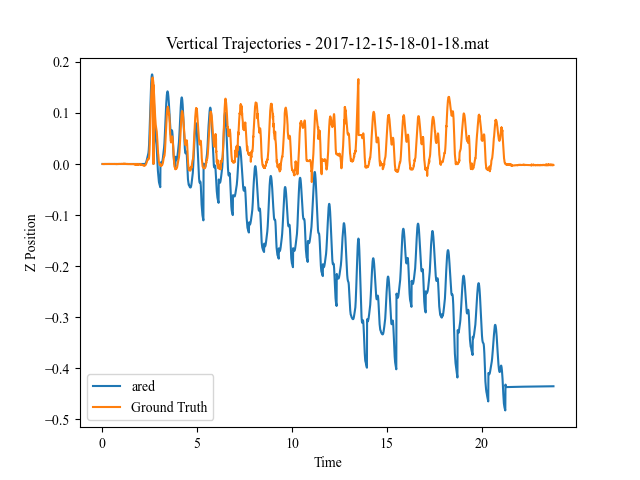 Vertical Trajectories - 2017-12-15-18-01-18.mat
0.2
0.1
0.0
−0.1
−0.2
−0.3
−0.4
−0.5
Z Position
ared
Ground Truth
0
5
10
15
20
Time